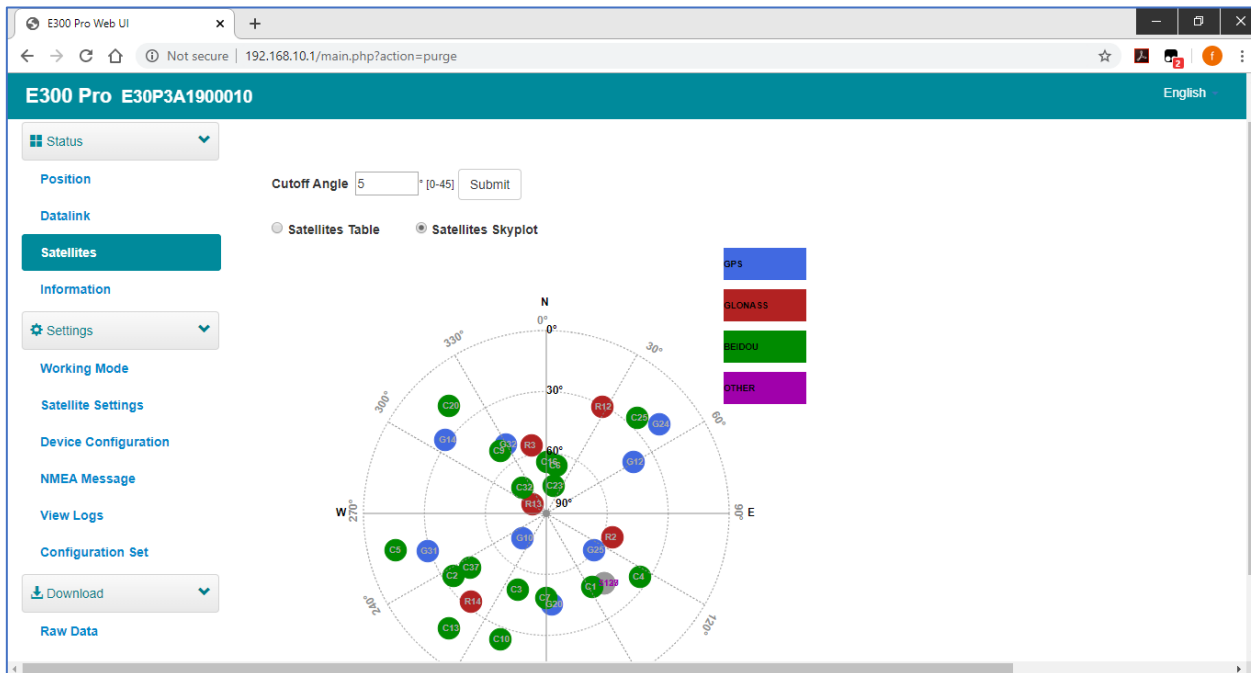 E300 Pro Web UI
Not secure | 192.168.10.1/main.php?action=purge
2
f
E300 Pro E30P3A1900010
English
Status
Position
Datalink
Satellites
Information
Settings
Working Mode
Satellite Settings
Device Configuration
NMEA Message
View Logs
Configuration Set
Download
Raw Data
Cutoff Angle 5 ° [0-45] Submit
Satellites Table Satellites Skyplot
GPS
GLONASS
BEIDOU
OTHER
N
0°
0°
330° 30°
30°
300° 60°
60°
90°
W 270° 90° E
240° 120°
C20 R12 C25 G24
G14 G32 C9 R3 G12
C16 C6
C32 C23
R13
G10 R2
C5 G31 G25
C2 C37 C4
C3 C1
R14 C7 G20
C13 C10